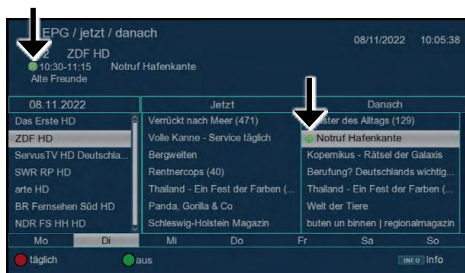 EPG / jetzt / danach
08/11/2022 10:05:38
2 ZDF HD
10:30-11:15 Notruf Hafenkante
Alte Freunde
08.11.2022 Jetzt Danach
Das Erste HD Verrückt nach Meer (471) ster des Alltags (129)
ZDF HD Volle Kanne - Service täglich Notruf Hafenkante
ServusTV HD Deutschla... Bergwelten Kopernikus - Rätsel der Galaxis
SWR RP HD Rentnercops (40) Berufung? Deutschlands wichtig...
arte HD Thailand - Ein Fest der Farben (... Thailand - Ein Fest der Farben (...
BR Fernsehen Süd HD Panda, Gorilla & Co Welt der Tiere
NDR FS HH HD Schleswig-Holstein Magazin buten un binnen | regionalmagazin
Mo Di Mi Do Fr Sa So
täglich aus INFO Info